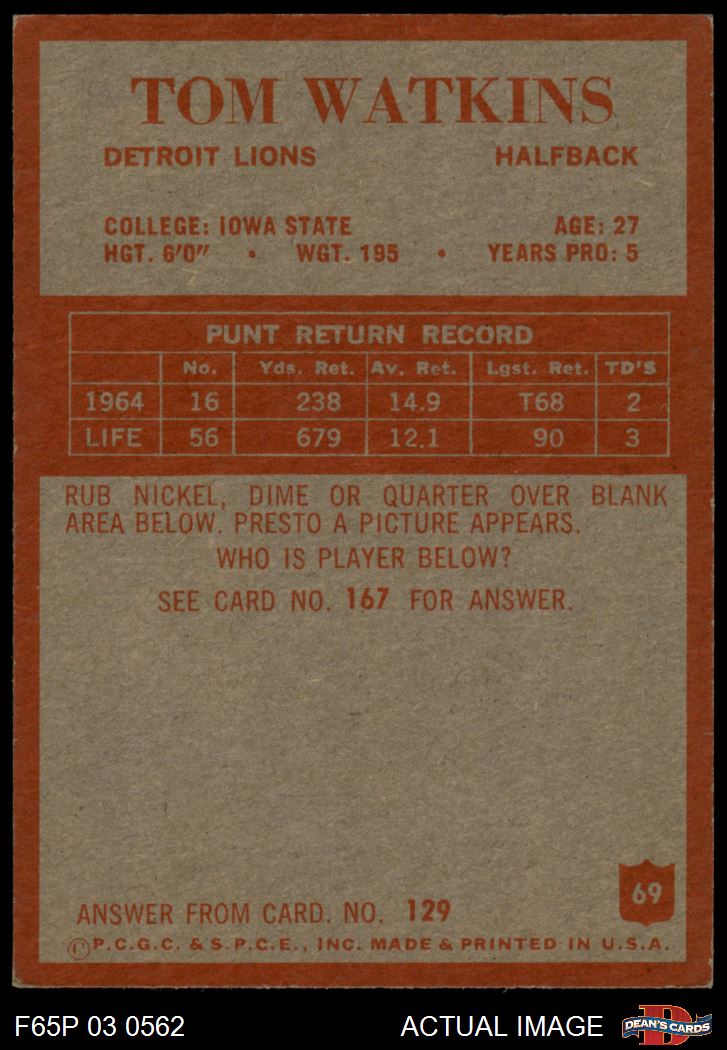 TOM WATKINS
DETROIT LIONS HALFBACK
COLLEGE: IOWA STATE AGE: 27
HGT. 6'0" • WGT. 195 • YEARS PRO: 5
PUNT RETURN RECORD
No. Yds. Ret. Av. Ret. Lgst. Ret. TD'S
1964 16 238 14.9 T68 2
LIFE 56 679 12.1 90 3
RUB NICKEL, DIME OR QUARTER OVER BLANK
AREA BELOW. PRESTO A PICTURE APPEARS.
WHO IS PLAYER BELOW?
SEE CARD NO. 167 FOR ANSWER.
69
ANSWER FROM CARD. NO. 129
©P.C.G.C. & S.P.C.E., INC. MADE & PRINTED IN U.S.A.
F65P 03 0562 ACTUAL IMAGE D DEAN'S CARDS